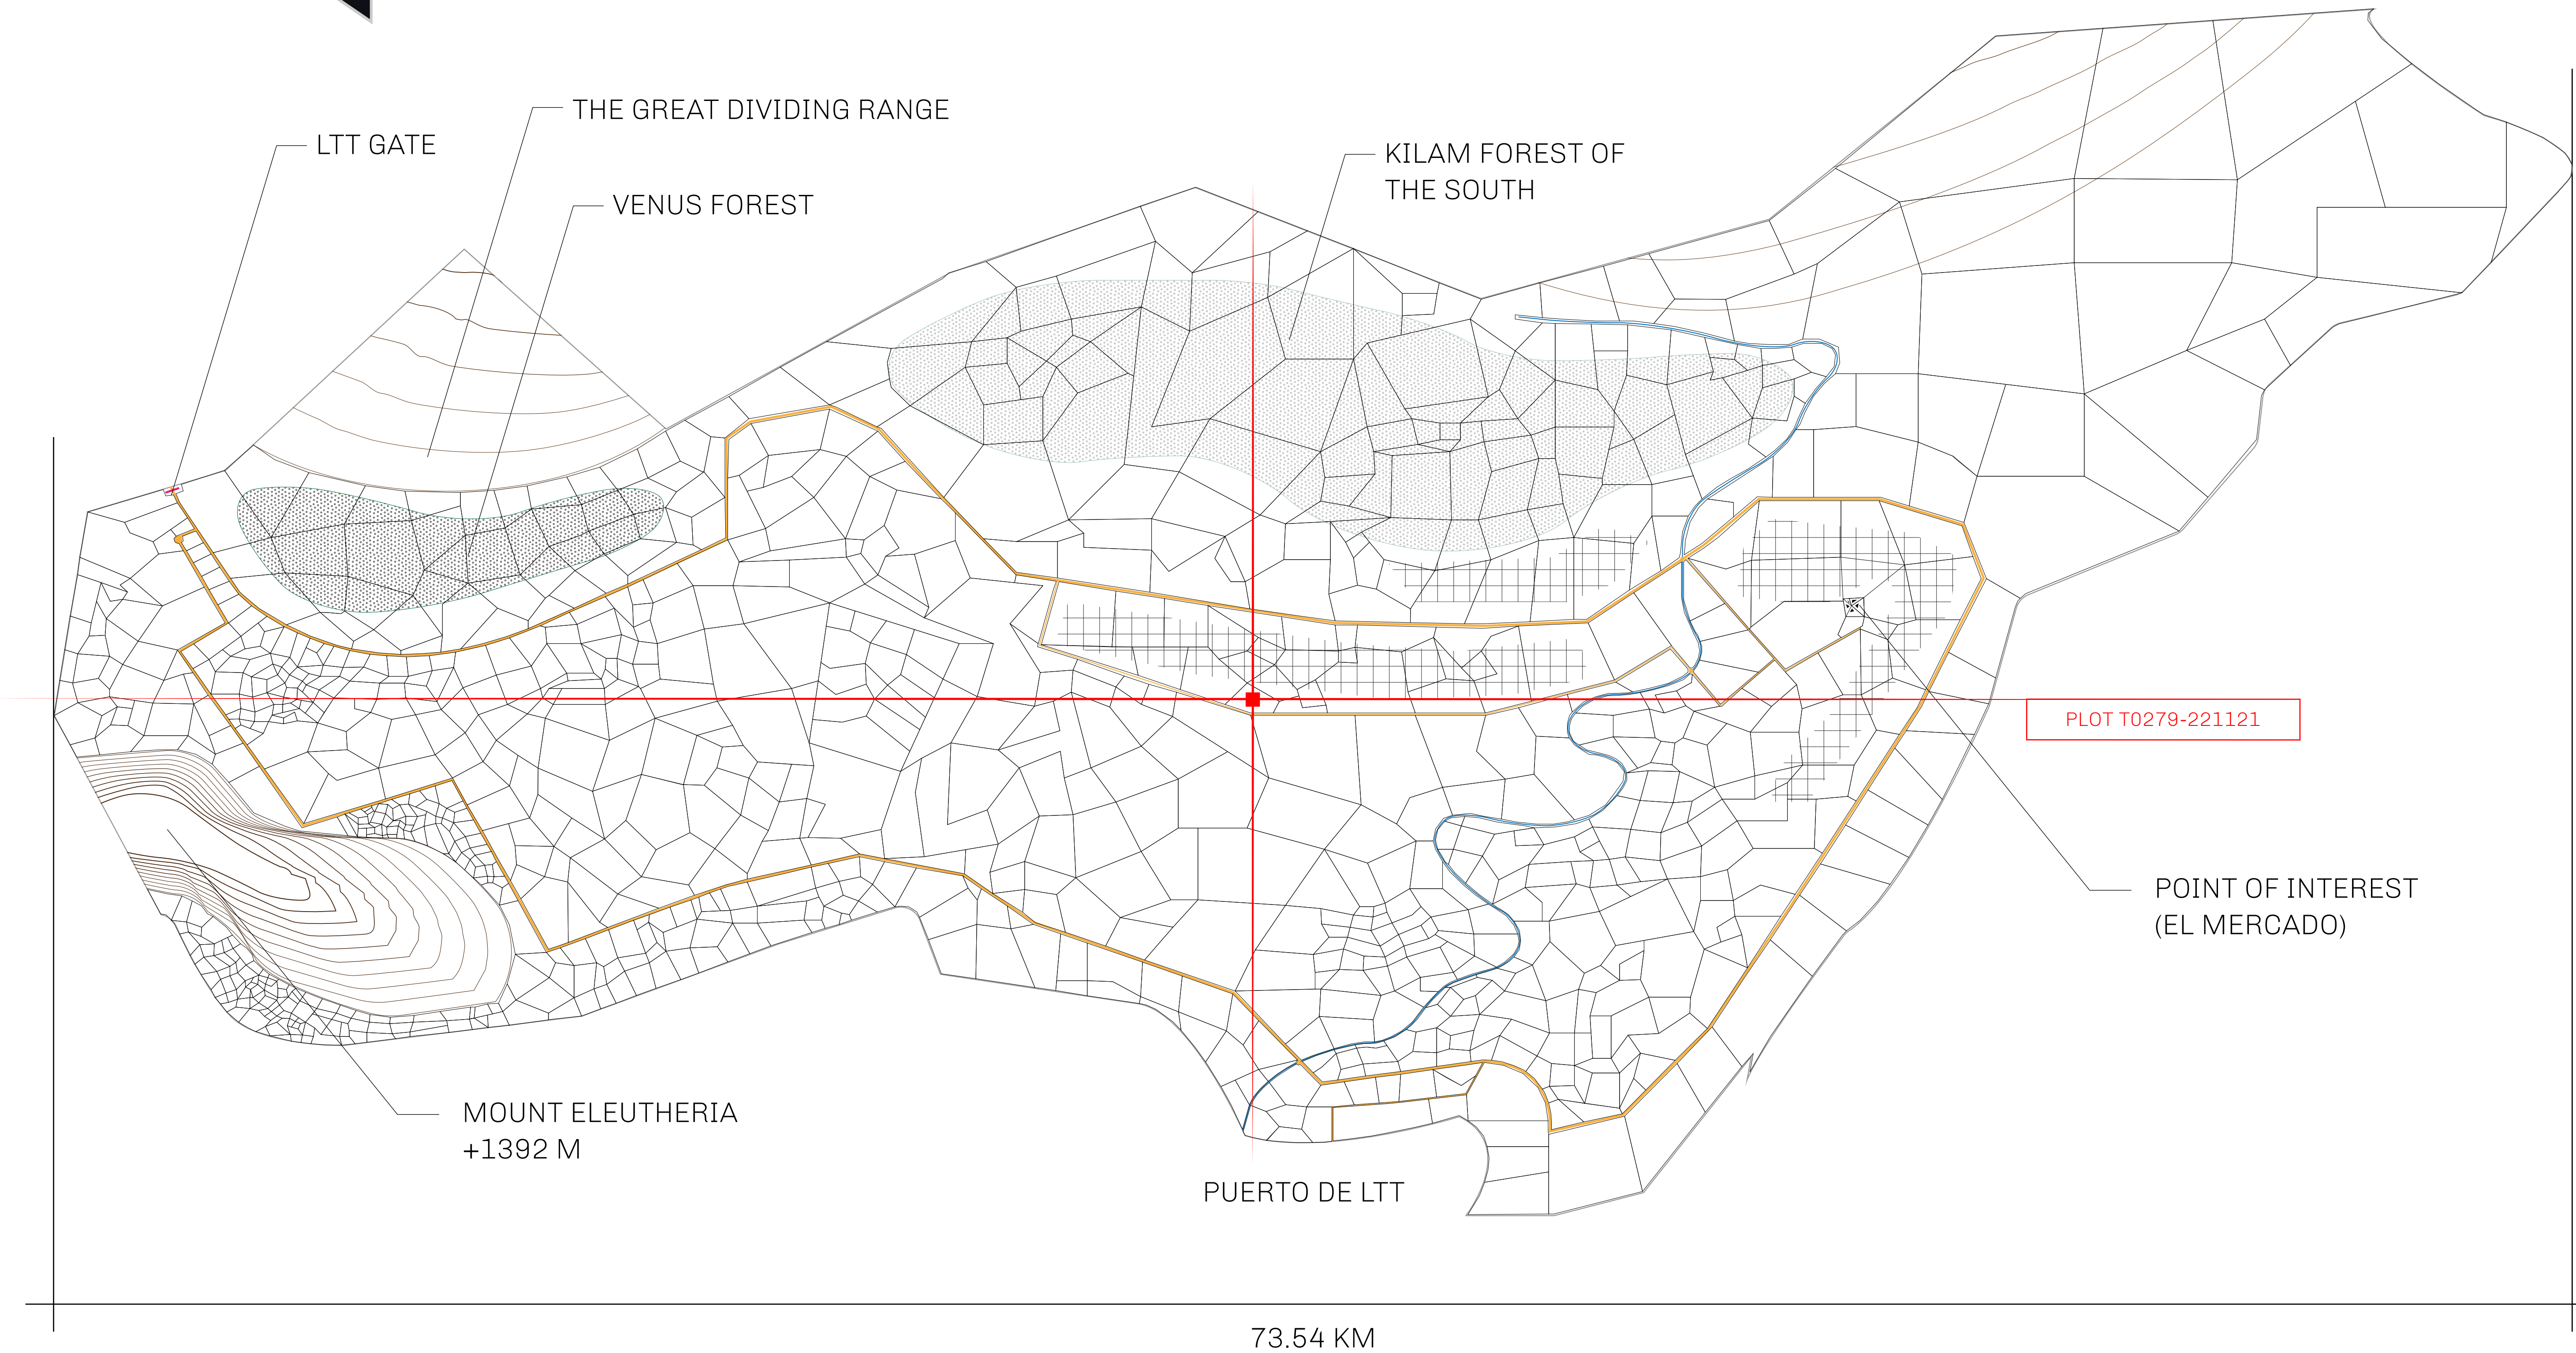 THE GREAT DIVIDING RANGE
LTT GATE
VENUS FOREST
KILAM FOREST OF
THE SOUTH
PLOT T0279-221121
POINT OF INTEREST
(EL MERCADO)
MOUNT ELEUTHERIA
+1392 M
PUERTO DE LTT
73.54 KM